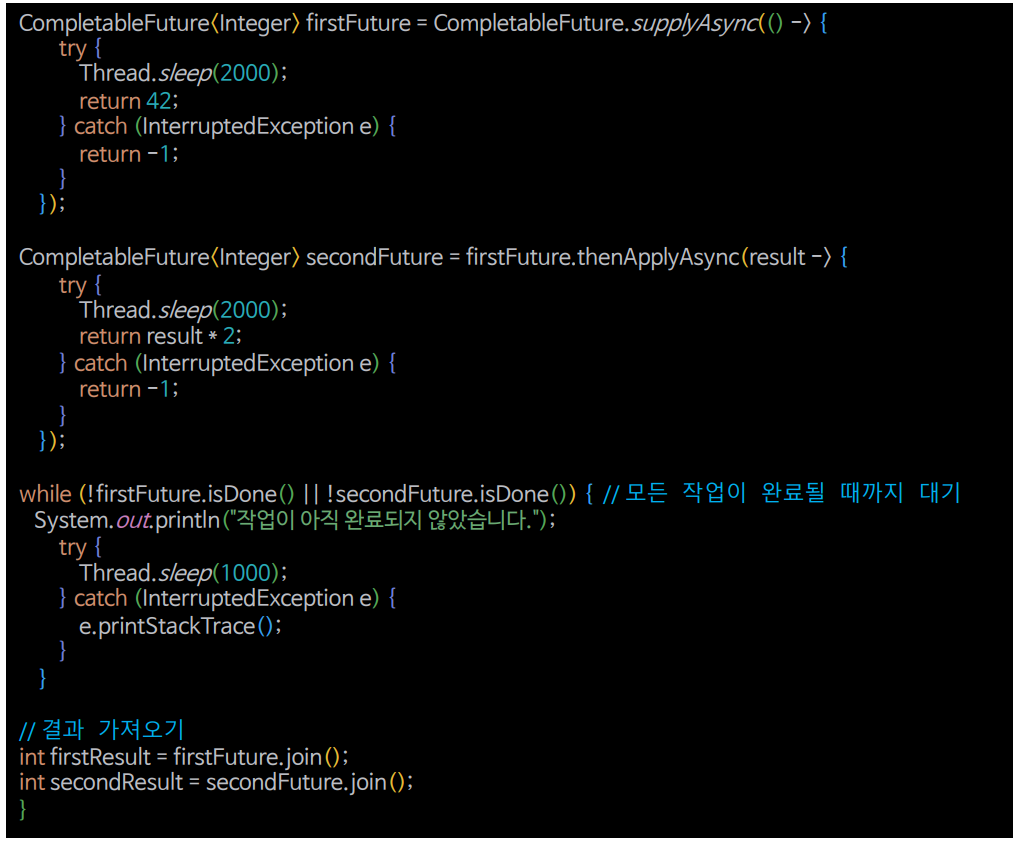 CompletableFuture<Integer> firstFuture = CompletableFuture.supplyAsync(() -> {
try {
Thread.sleep(2000);
return 42;
} catch (InterruptedException e) {
return -1;
}
});
CompletableFuture<Integer> secondFuture = firstFuture.thenApplyAsync(result -> {
try {
Thread.sleep(2000);
return result * 2;
} catch (InterruptedException e) {
return -1;
}
});
while (!firstFuture.isDone() || !secondFuture.isDone()) { // 모든 작업이 완료될 때까지 대기
System.out.println("작업이 아직 완료되지 않았습니다.");
try {
Thread.sleep(1000);
} catch (InterruptedException e) {
e.printStackTrace();
}
}
// 결과 가져오기
int firstResult = firstFuture.join();
int secondResult = secondFuture.join();
}